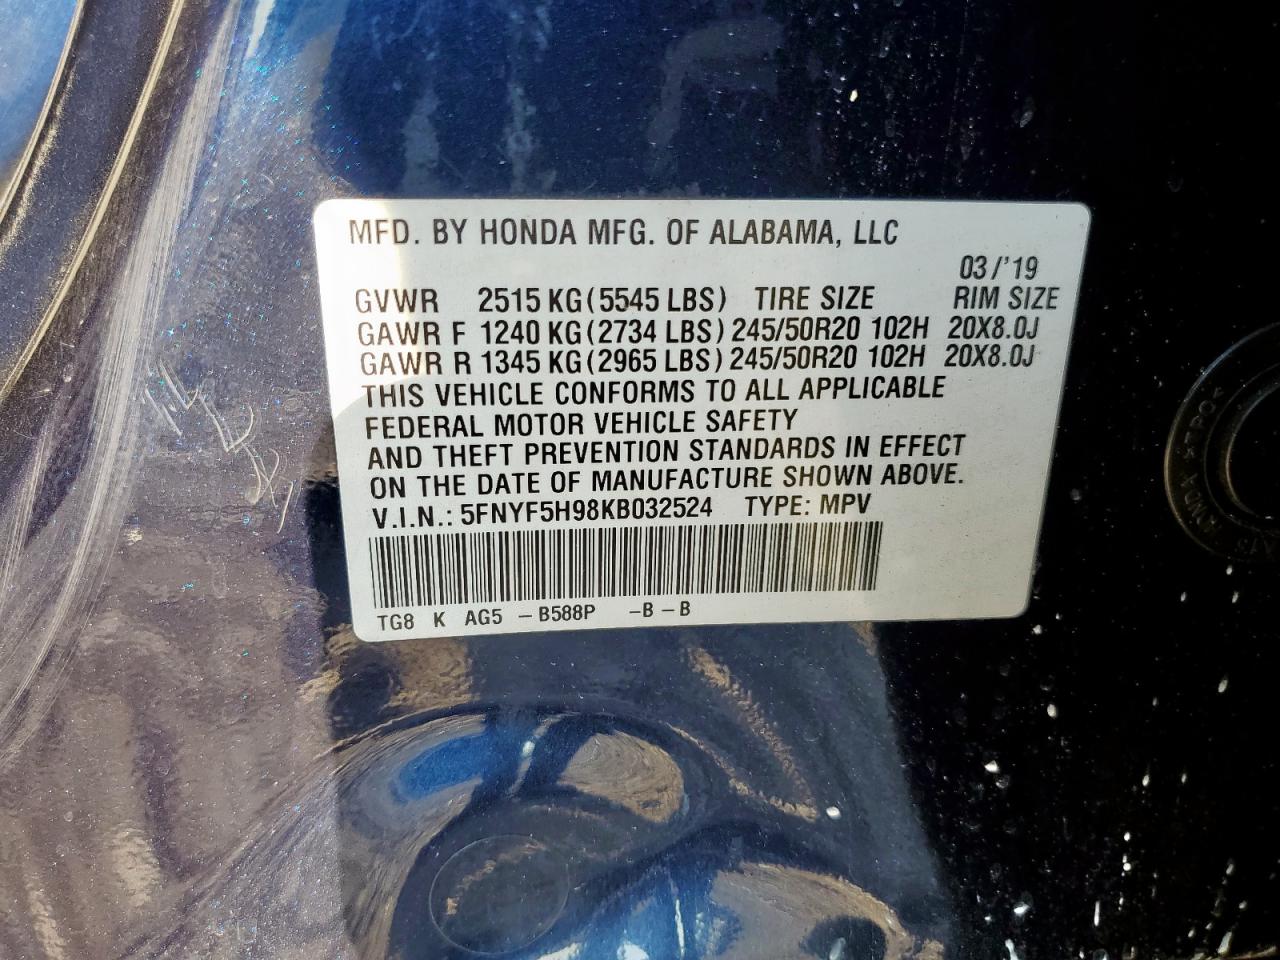 MFD. BY HONDA MFG. OF ALABAMA, LLC
03/'19
GVWR 2515 KG(5545 LBS) TIRE SIZE RIM SIZE
GAWR F 1240 KG(2734 LBS) 245/50R20 102H 20X8.0J
GAWR R 1345 KG(2965 LBS) 245/50R20 102H 20X8.0J
THIS VEHICLE CONFORMS TO ALL APPLICABLE
FEDERAL MOTOR VEHICLE SAFETY
AND THEFT PREVENTION STANDARDS IN EFFECT
ON THE DATE OF MANUFACTURE SHOWN ABOVE.
V.I.N.: 5FNYF5H98KB032524 TYPE: MPV
TG8 K AG5 -B588P -B-B